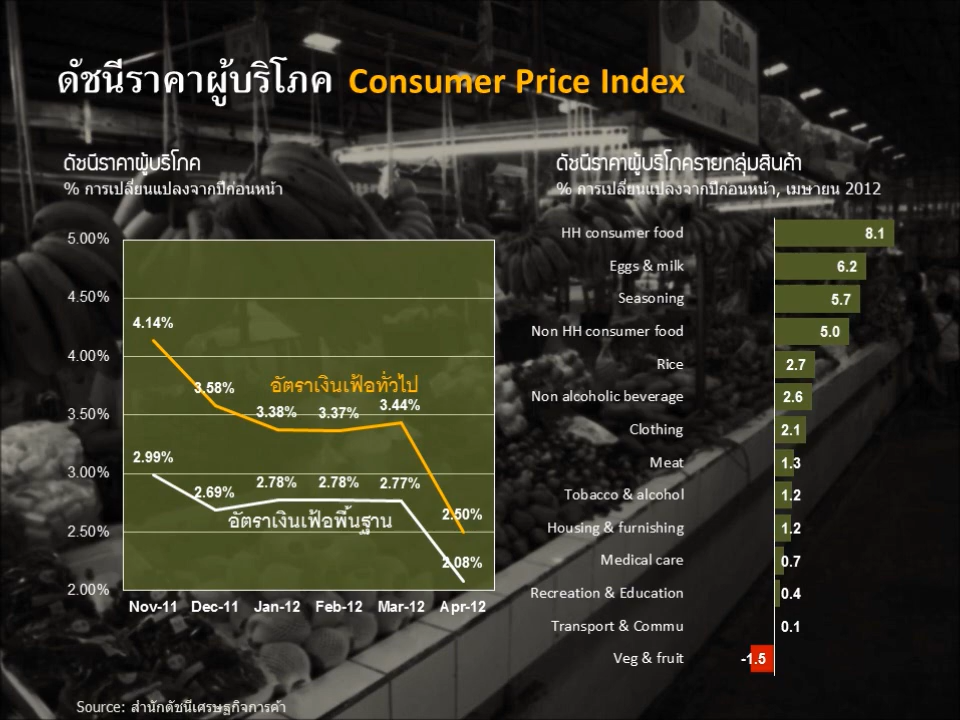 ดัชนีราคาผู้บริโภค Consumer Price Index
ดัชนีราคาผู้บริโภค
% การเปลี่ยนแปลงจากปีก่อนหน้า
5.00%
4.50%
4.00%
3.50%
3.00%
2.50%
2.00%
4.14%
3.58%
3.38%
3.37%
3.44%
2.50%
อัตราเงินเฟ้อทั่วไป
2.99%
2.69%
2.78%
2.78%
2.77%
2.08%
อัตราเงินเฟ้อพื้นฐาน
Nov-11 Dec-11 Jan-12 Feb-12 Mar-12 Apr-12
ดัชนีราคาผู้บริโภครายกลุ่มสินค้า
% การเปลี่ยนแปลงจากปีก่อนหน้า, เมษายน 2012
HH consumer food 8.1
Eggs & milk 6.2
Seasoning 5.7
Non HH consumer food 5.0
Rice 2.7
Non alcoholic beverage 2.6
Clothing 2.1
Meat 1.3
Tobacco & alcohol 1.2
Housing & furnishing 1.2
Medical care 0.7
Recreation & Education 0.4
Transport & Commu 0.1
Veg & fruit -1.5
Source: สำนักดัชนีเศรษฐกิจการค้า